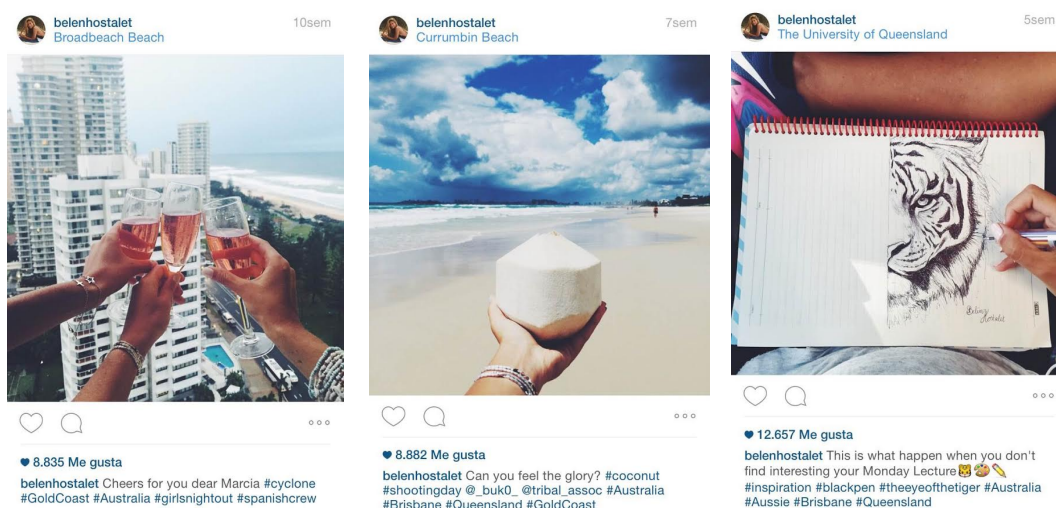 belenhostalet
Broadbeach Beach
10sem
8.835 Me gusta
belenhostalet Cheers for you dear Marcia #cyclone
#GoldCoast #Australia #girlsnightout #spanishcrew
belenhostalet
Currumbin Beach
7sem
8.882 Me gusta
belenhostalet Can you feel the glory? #coconut
#shootingday @_buk0_ @tribal_assoc #Australia
#Brisbane #Queensland #GoldCoast
belenhostalet
The University of Queensland
5sem
12.657 Me gusta
belenhostalet This is what happen when you don't
find interesting your Monday Lecture🐯🎨✏️
#inspiration #blackpen #theeyeofthetiger #Australia
#Aussie #Brisbane #Queensland